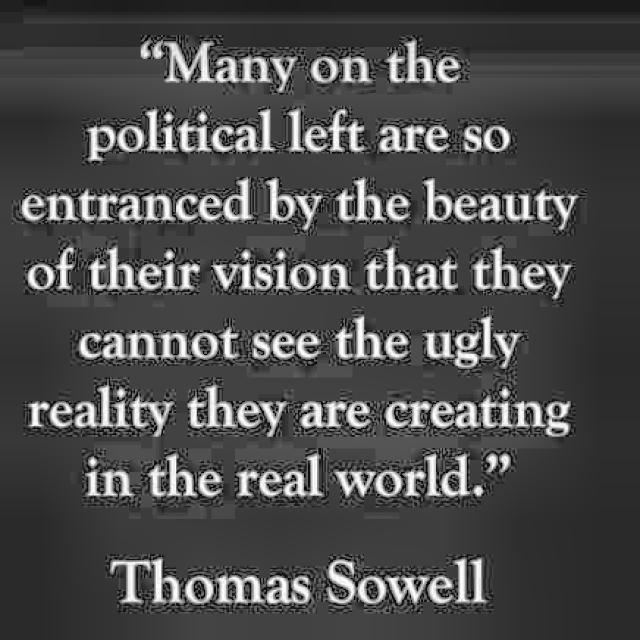 “Many on the
political left are so
entranced by the beauty
of their vision that they
cannot see the ugly
reality they are creating
in the real world.”
Thomas Sowell